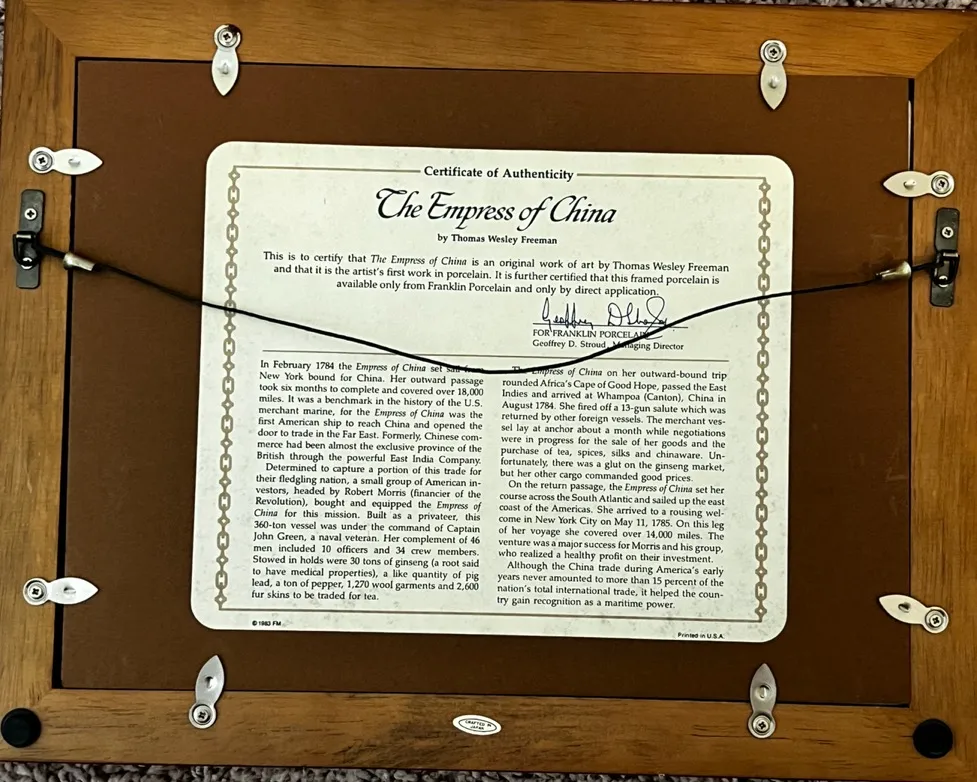 Certificate of Authenticity
The Empress of China
by Thomas Wesley Freeman
This is to certify that The Empress of China is an original work of art by Thomas Wesley Freeman
and that it is the artist's first work in porcelain. It is further certified that this framed porcelain is
available only from Franklin Porcelain and only by direct application.
FOR FRANKLIN PORCELAIN
Geoffrey D. Stroud, Managing Director
In February 1784 the Empress of China set sail from
New York bound for China. Her outward passage
took six months to complete and covered over 18,000
miles. It was a benchmark in the history of the U.S.
merchant marine, for the Empress of China was the
first American ship to reach China and opened the
door to trade in the Far East. Formerly, Chinese com-
merce had been almost the exclusive province of the
British through the powerful East India Company.
Determined to capture a portion of this trade for
their fledgling nation, a small group of American in-
vestors, headed by Robert Morris (financier of the
Revolution), bought and equipped the Empress of
China for this mission. Built as a privateer, this
360-ton vessel was under the command of Captain
John Green, a naval veteran. Her complement of 46
men included 10 officers and 34 crew members.
Stowed in holds were 30 tons of ginseng (a root said
to have medical properties), a like quantity of pig
lead, a ton of pepper, 1,270 wool garments and 2,600
fur skins to be traded for tea.
The Empress of China on her outward-bound trip
rounded Africa's Cape of Good Hope, passed the East
Indies and arrived at Whampoa (Canton), China in
August 1784. She fired off a 13-gun salute which was
returned by other foreign vessels. The merchant ves-
sel lay at anchor about a month while negotiations
were in progress for the sale of her goods and the
purchase of tea, spices, silks and chinaware. Un-
fortunately, there was a glut on the ginseng market,
but her other cargo commanded good prices.
On the return passage, the Empress of China set her
course across the South Atlantic and sailed up the east
coast of the Americas. She arrived to a rousing wel-
come in New York City on May 11, 1785. On this leg
of her voyage she covered over 14,000 miles. The
venture was a major success for Morris and his group,
who realized a healthy profit on their investment.
Although the China trade during America's early
years never amounted to more than 15 percent of the
nation's total international trade, it helped the coun-
try gain recognition as a maritime power.
© 1983 FM
Printed in U.S.A.
CRAFTED IN
JAPAN